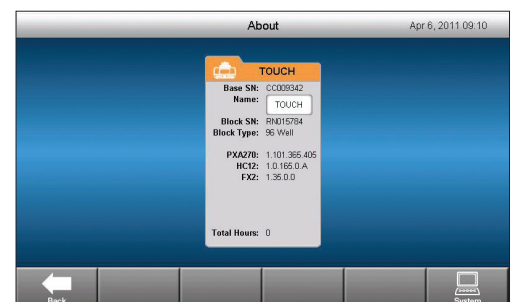 About
Apr 6, 2011 09:10
TOUCH
Base SN: CC009342
Name: TOUCH
Block SN: RN015784
Block Type: 96 Well
PXA270: 1.101.365.405
HC12: 1.0.165.0.A
FX2: 1.35.0.0
Total Hours: 0
Back
System